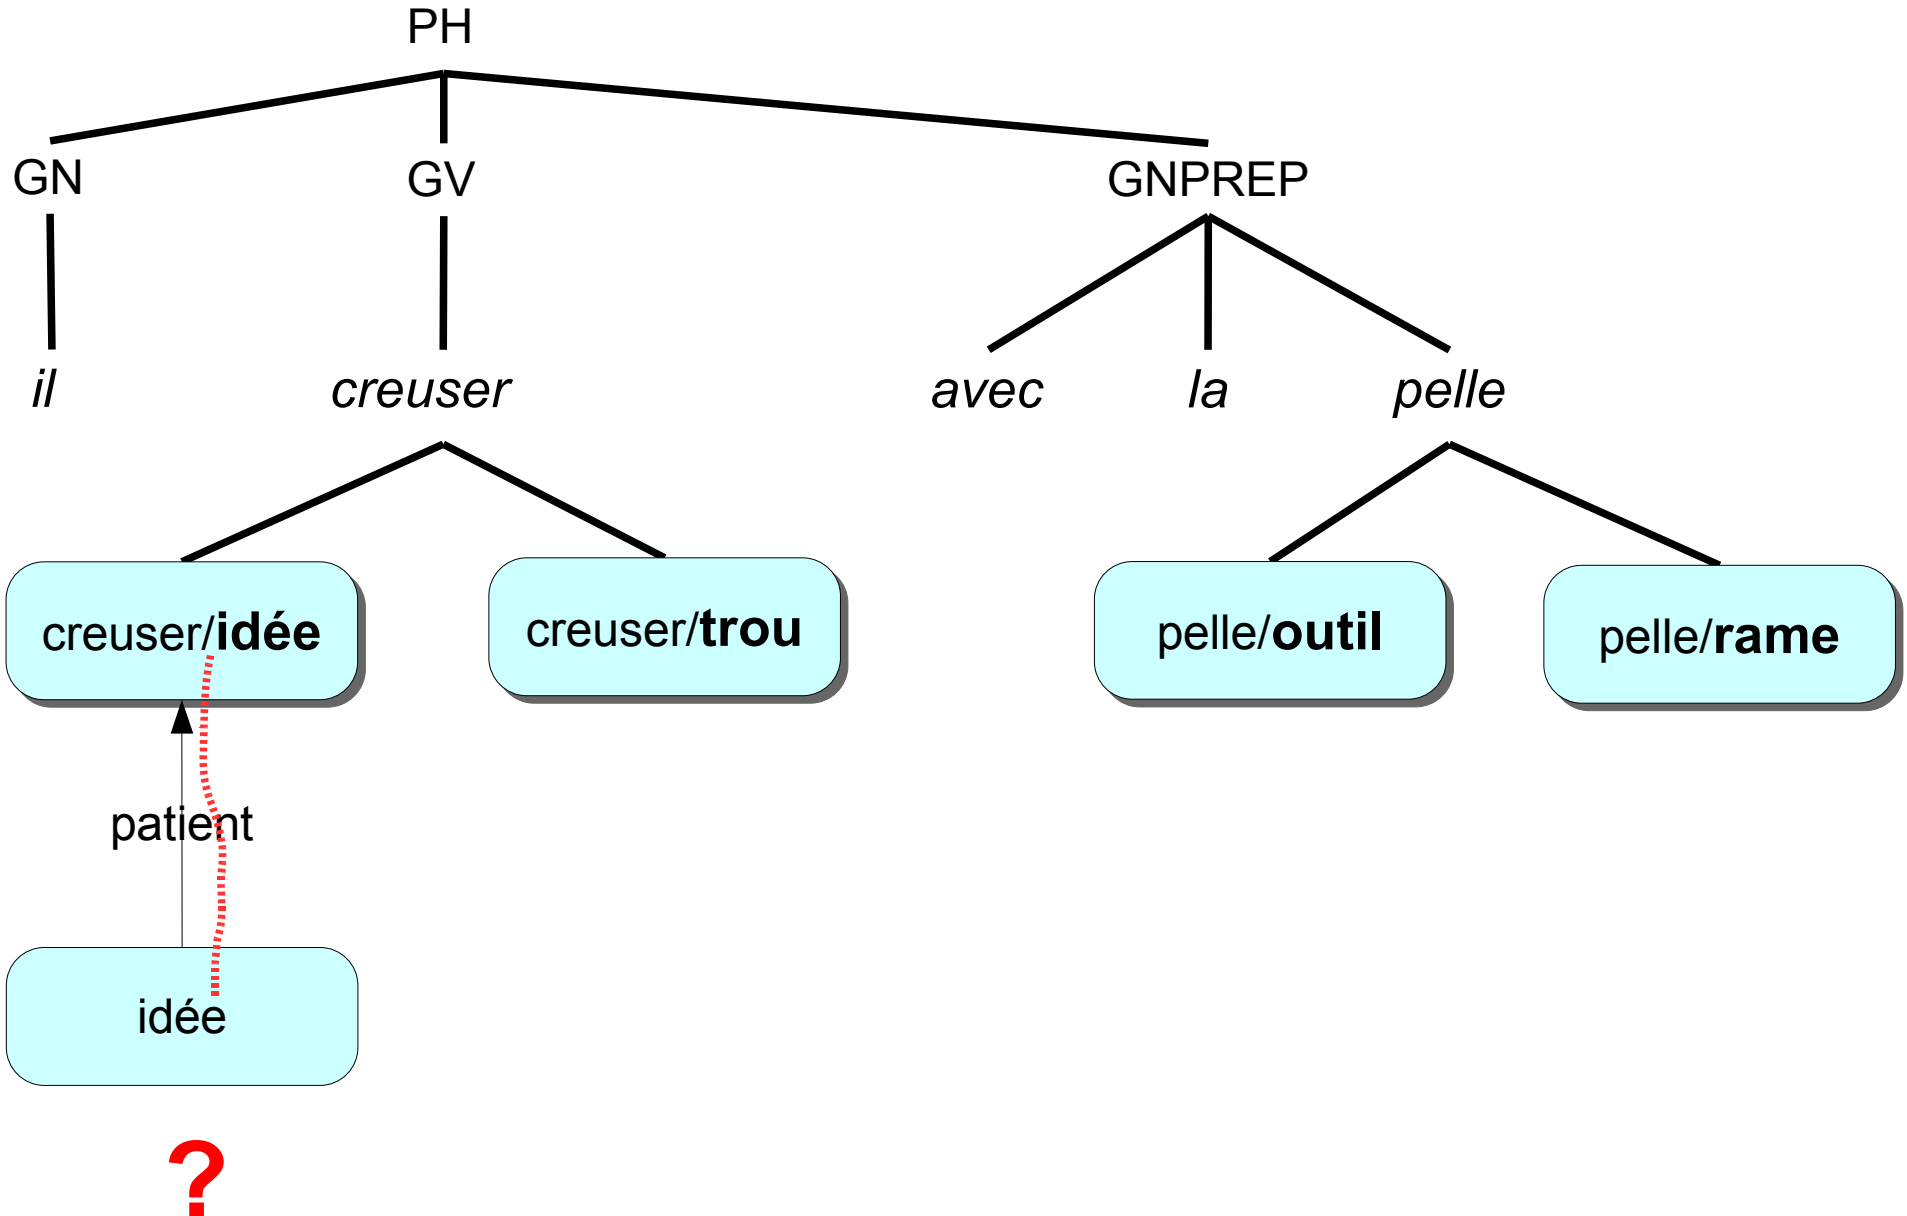 PH
GN GV GNPREP
il creuser avec la pelle
creuser/idée creuser/trou pelle/outil pelle/rame
patient
idée
?